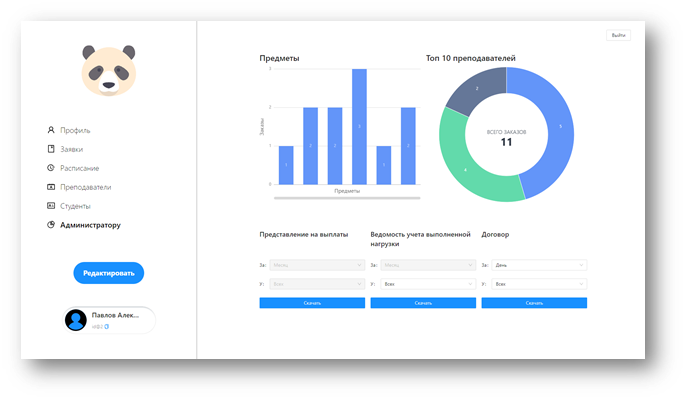 Выйти
Профиль
Заявки
Расписание
Преподаватели
Студенты
Администратору
Редактировать
Павлов Алек...
Предметы
3
2
1
0
Заказы
1
2
2
3
1
2
Предметы
Топ 10 преподавателей
2
5
4
ВСЕГО ЗАКАЗОВ
11
Представление на выплаты
За: Месяц
У: Всех
Скачать
Ведомость учета выполненной
нагрузки
За: Месяц
У: Всех
Скачать
Договор
За: День
У: Всех
Скачать